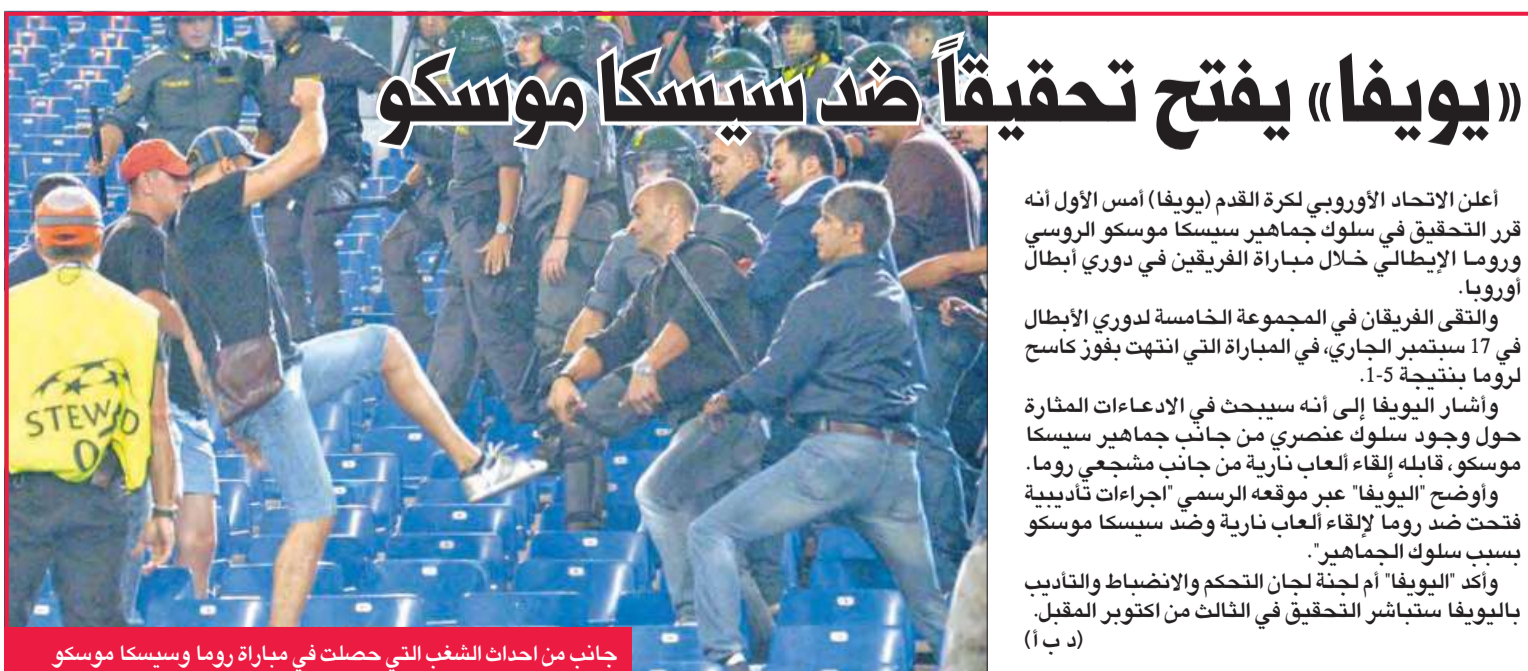 «يويفا» يفتح تحقيقاً ضد سيسكا موسكو
أعلن الاتحاد الأوروبي لكرة القدم (يويفا) أمس الأول أنه
قرر التحقيق في سلوك جماهير سيسكا موسكو الروسي
وروما الإيطالي خلال مباراة الفريقين في دوري أبطال
أوروبا.
والتقى الفريقان في المجموعة الخامسة لدوري الأبطال
في 17 سبتمبر الجاري، في المباراة التي انتهت بفوز كاسح
لروما بنتيجة 5-1.
وأشار اليويفا إلى أنه سيبحث في الادعاءات المثارة
حول وجود سلوك عنصري من جانب جماهير سيسكا
موسكو، قابله إلقاء ألعاب نارية من جانب مشجعي روما.
وأوضح "اليويفا" عبر موقعه الرسمي "اجراءات تأديبية
فتحت ضد روما لإلقاء ألعاب نارية وضد سيسكا موسكو
بسبب سلوك الجماهير".
وأكد "اليويفا" أم لجنة لجان التحكم والانضباط والتأديب
باليويفا ستباشر التحقيق في الثالث من اكتوبر المقبل.
(د ب أ)
جانب من احداث الشغب التي حصلت في مباراة روما وسيسكا موسكو